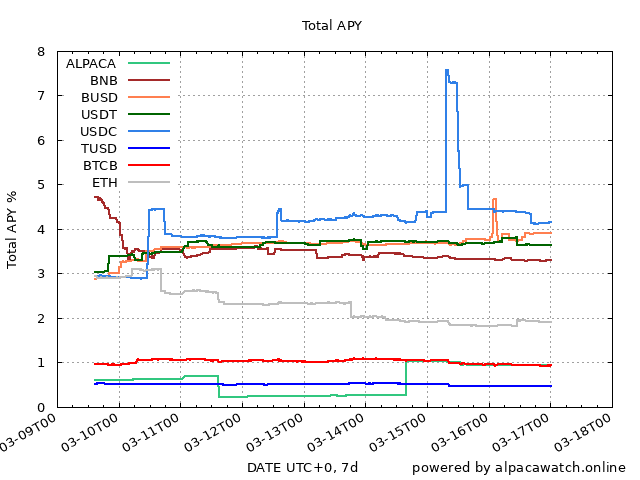 Total APY
8
7
6
5
4
3
2
1
0
Total APY %
ALPACA
BNB
BUSD
USDT
USDC
TUSD
BTCB
ETH
03-09T00
03-10T00
03-11T00
03-12T00
03-13T00
03-14T00
03-15T00
03-16T00
03-17T00
03-18T00
DATE UTC+0, 7d
powered by alpacawatch.online